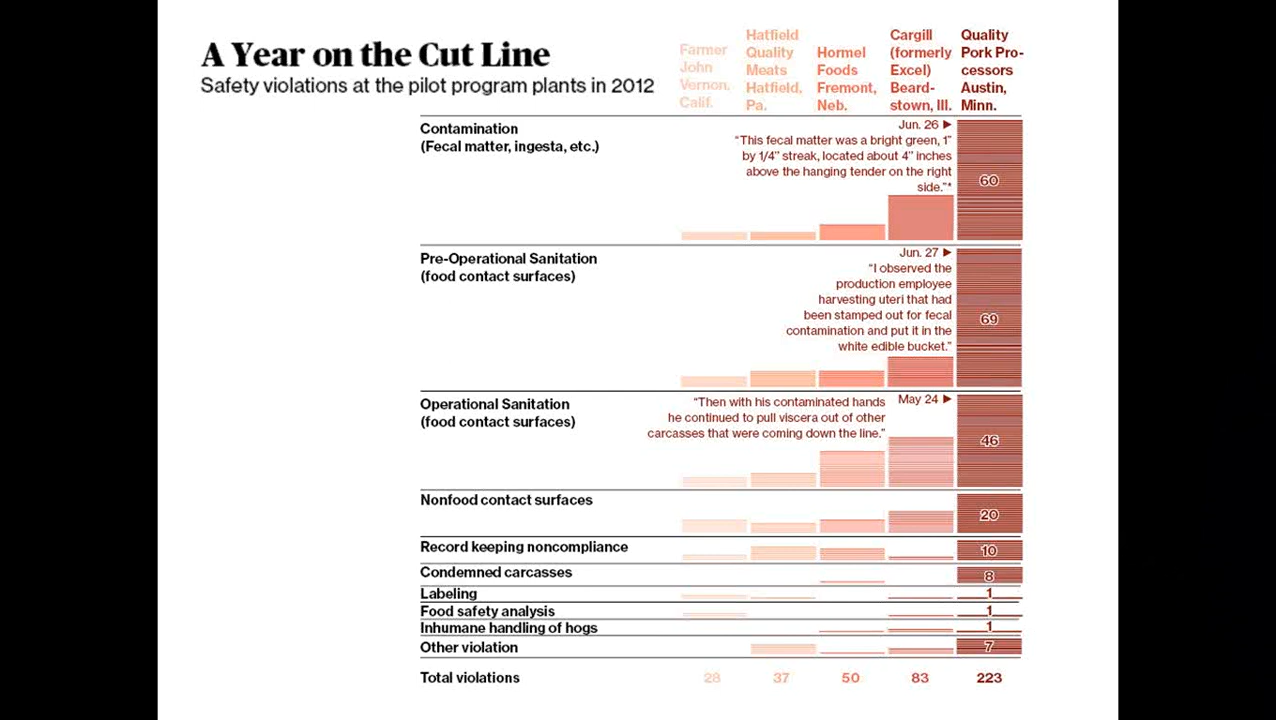 A Year on the Cut Line
Safety violations at the pilot program plants in 2012
Farmer
John
Vernon,
Calif.
Hatfield
Quality
Meats
Hatfield,
Pa.
Hormel
Foods
Fremont,
Neb.
Cargill
(formerly
Excel)
Beard-
stown, Ill.
Quality
Pork Pro-
cessors
Austin,
Minn.
Contamination
(Fecal matter, ingesta, etc.)
Jun. 26 ▶
“This fecal matter was a bright green, 1”
by 1/4” streak, located about 4” inches
above the hanging tender on the right
side.”*
60
Pre-Operational Sanitation
(food contact surfaces)
Jun. 27 ▶
“I observed the
production employee
harvesting uteri that had
been stamped out for fecal
contamination and put it in the
white edible bucket.”
69
Operational Sanitation
(food contact surfaces)
“Then with his contaminated hands
he continued to pull viscera out of other
carcasses that were coming down the line.”
May 24 ▶
46
Nonfood contact surfaces
20
Record keeping noncompliance
10
Condemned carcasses
8
Labeling
1
Food safety analysis
1
Inhumane handling of hogs
1
Other violation
7
Total violations 28 37 50 83 223